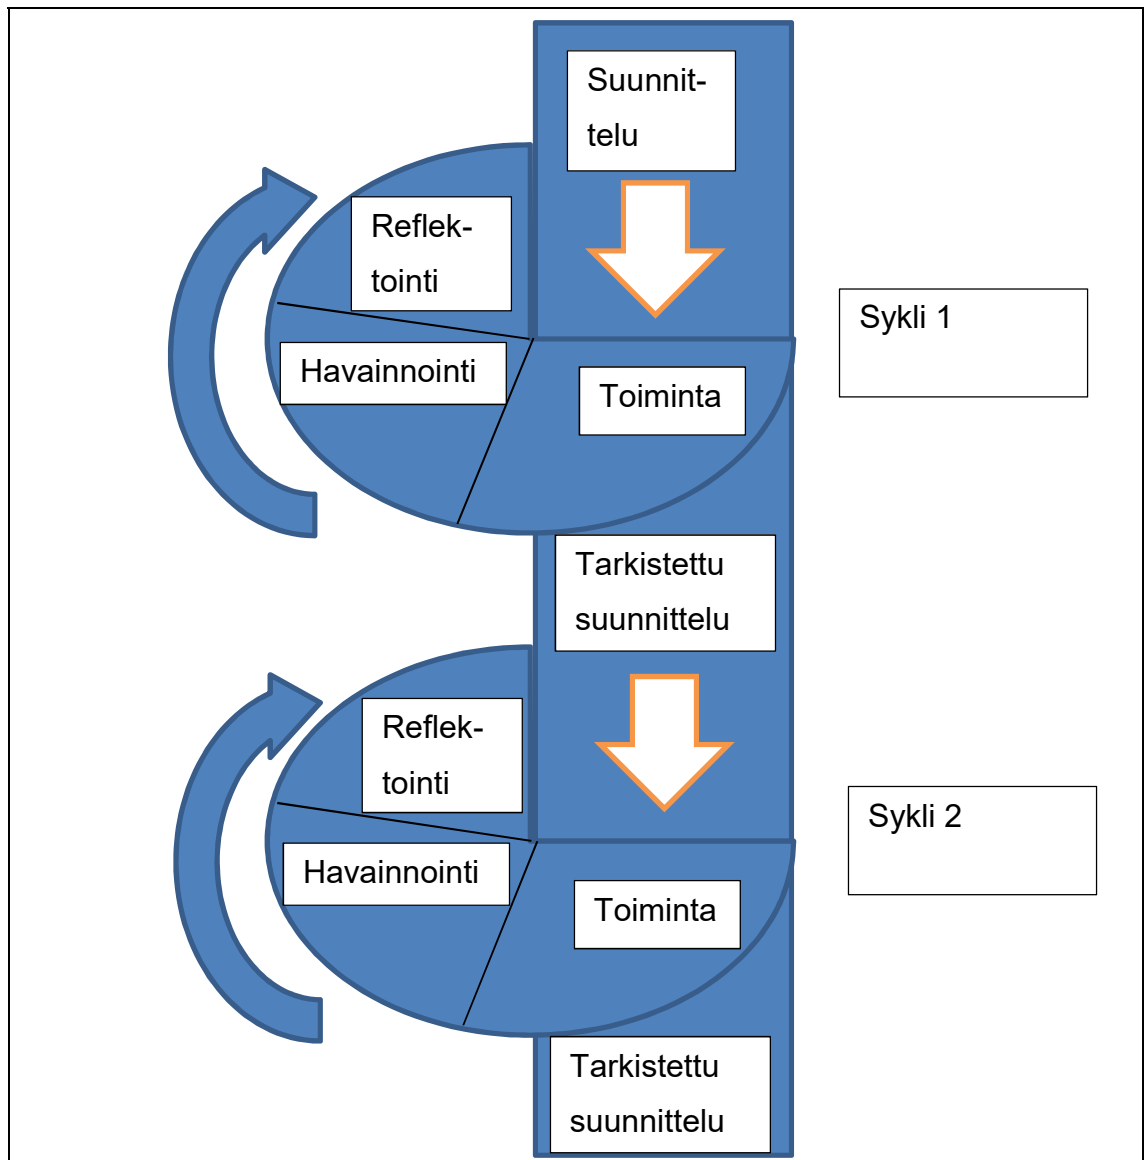 Suunnit-
telu
Reflek-
tointi
Sykli 1
Havainnointi
Toiminta
Tarkistettu
suunnittelu
Reflek-
tointi
Sykli 2
Havainnointi
Toiminta
Tarkistettu
suunnittelu